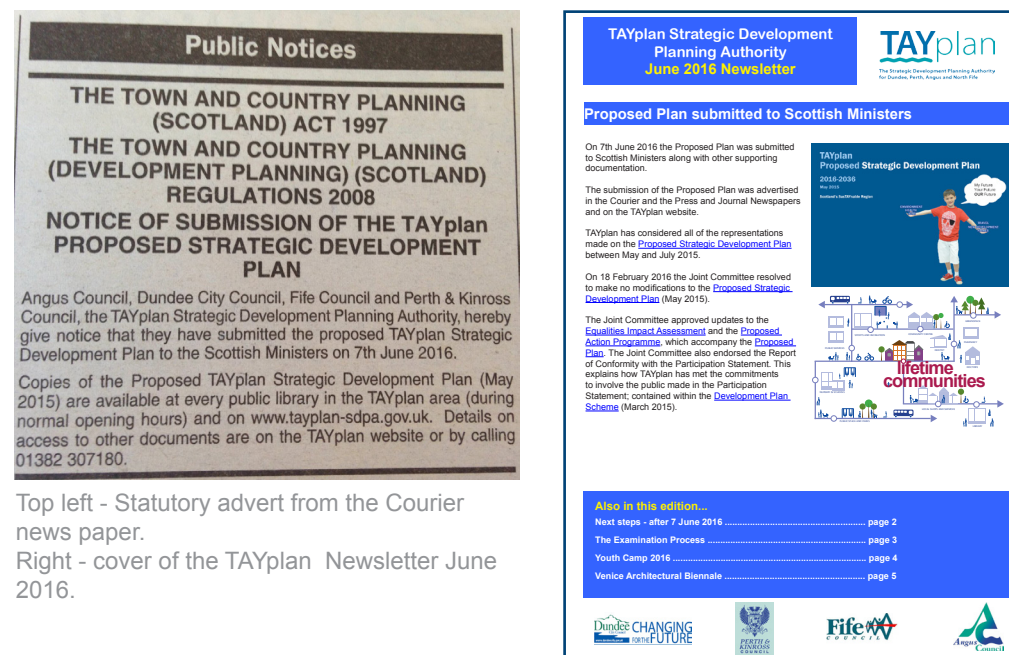 Public Notices
THE TOWN AND COUNTRY PLANNING
(SCOTLAND) ACT 1997
THE TOWN AND COUNTRY PLANNING
(DEVELOPMENT PLANNING) (SCOTLAND)
REGULATIONS 2008
NOTICE OF SUBMISSION OF THE TAYplan
PROPOSED STRATEGIC DEVELOPMENT
PLAN
Angus Council, Dundee City Council, Fife Council and Perth & Kinross
Council, the TAYplan Strategic Development Planning Authority, hereby
give notice that they have submitted the proposed TAYplan Strategic
Development Plan to the Scottish Ministers on 7th June 2016.
Copies of the Proposed TAYplan Strategic Development Plan (May
2015) are available at every public library in the TAYplan area (during
normal opening hours) and on www.tayplan-sdpa.gov.uk. Details on
access to other documents are on the TAYplan website or by calling
01382 307180.
Top left - Statutory advert from the Courier
news paper.
Right - cover of the TAYplan Newsletter June
2016.
TAYplan Strategic Development
Planning Authority
June 2016 Newsletter
TAYplan
The Strategic Development Planning Authority
for Dundee, Perth, Angus and North Fife
Proposed Plan submitted to Scottish Ministers
On 7th June 2016 the Proposed Plan was submitted
to Scottish Ministers along with other supporting
documentation.
The submission of the Proposed Plan was advertised
in the Courier and the Press and Journal Newspapers
and on the TAYplan website.
TAYplan has considered all of the representations
made on the Proposed Strategic Development Plan
between May and July 2015.
On 18 February 2016 the Joint Committee resolved
to make no modifications to the Proposed Strategic
Development Plan (May 2015).
The Joint Committee approved updates to the
Equalities Impact Assessment and the Proposed
Action Programme, which accompany the Proposed
Plan. The Joint Committee also endorsed the Report
of Conformity with the Participation Statement. This
explains how TAYplan has met the commitments
to involve the public made in the Participation
Statement; contained within the Development Plan
Scheme (March 2015).
TAYplan
Proposed Strategic Development Plan
2016-2036
May 2015
Scotland's SusTAYnable Region
My Future
Your Future
OUR Future
lifetime
communities
Also in this edition...
Next steps - after 7 June 2016 ........................................................ page 2
The Examination Process ............................................................... page 3
Youth Camp 2016 ............................................................................. page 4
Venice Architectural Biennale ......................................................... page 5
Dundee CHANGING
FOR THE FUTURE
PERTH &
KINROSS
COUNCIL
Fife
COUNCIL
Angus
Council